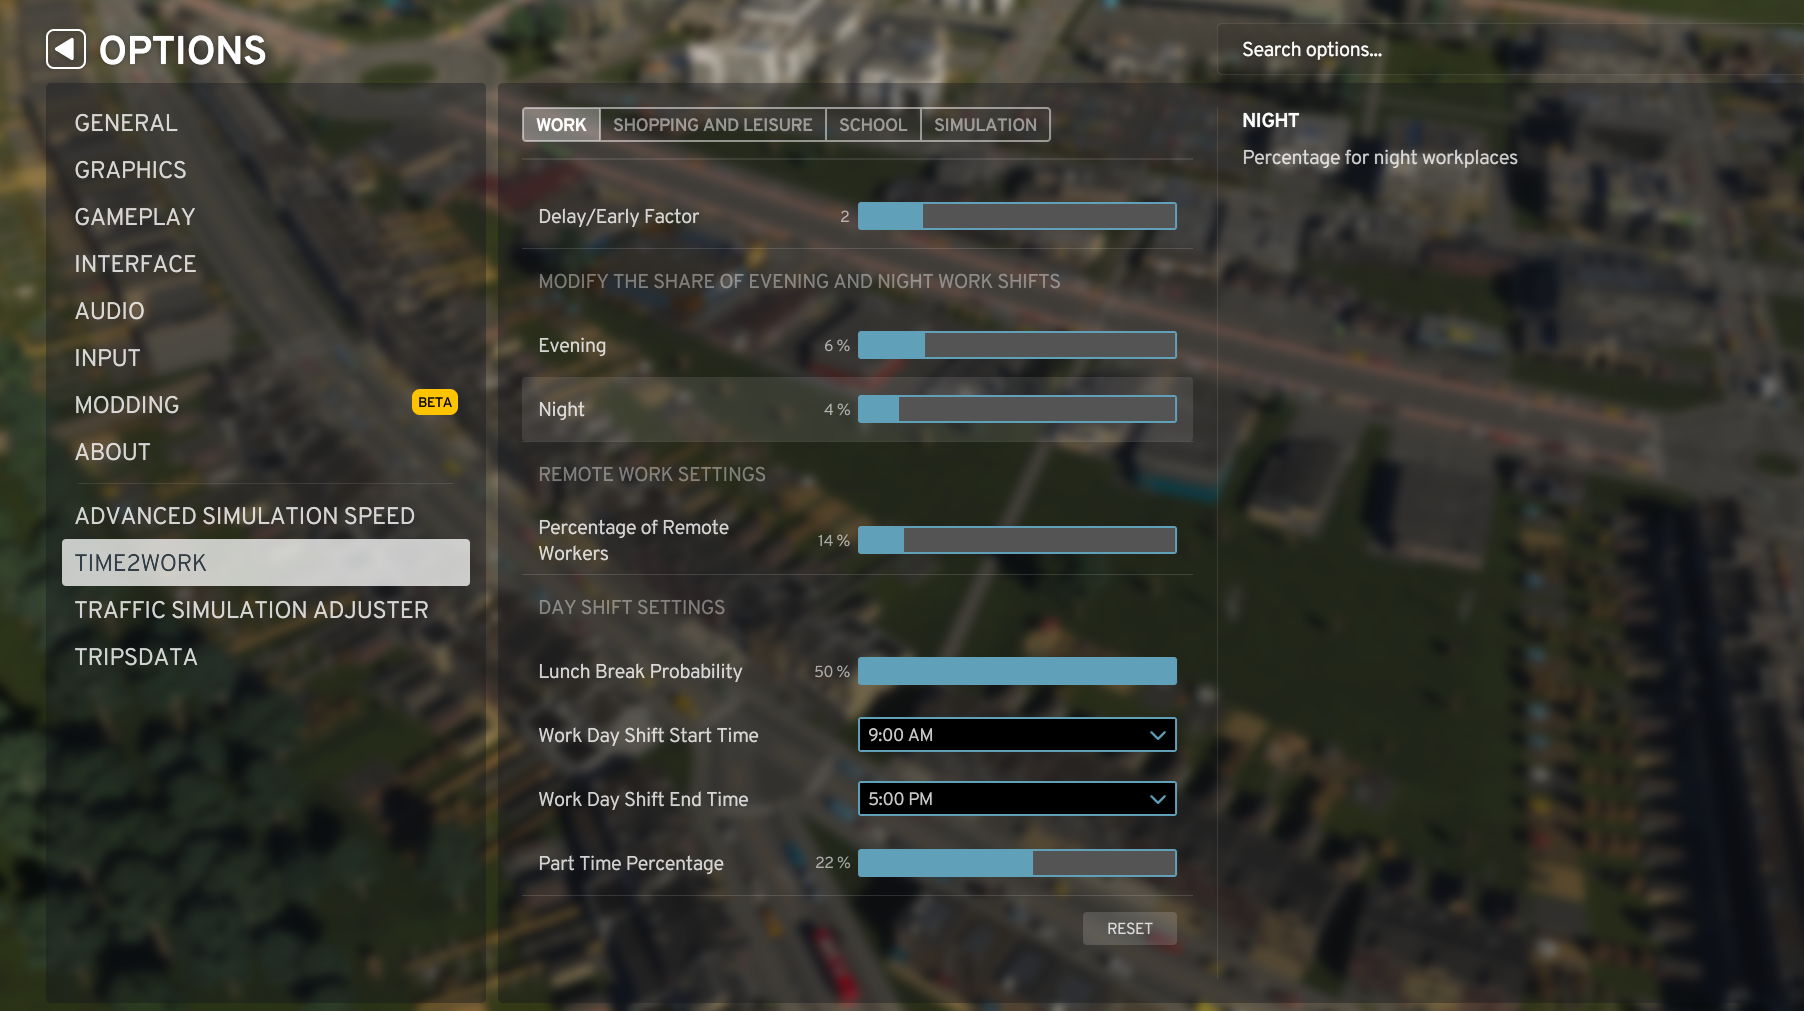 OPTIONS
Search options...
GENERAL
GRAPHICS
GAMEPLAY
INTERFACE
AUDIO
INPUT
MODDING
BETA
ABOUT
ADVANCED SIMULATION SPEED
TIME2WORK
TRAFFIC SIMULATION ADJUSTER
TRIPSDATA
WORK
SHOPPING AND LEISURE
SCHOOL
SIMULATION
Delay/Early Factor
2
MODIFY THE SHARE OF EVENING AND NIGHT WORK SHIFTS
Evening
6 %
Night
4 %
REMOTE WORK SETTINGS
Percentage of Remote
Workers
14 %
DAY SHIFT SETTINGS
Lunch Break Probability
50 %
Work Day Shift Start Time
9:00 AM
Work Day Shift End Time
5:00 PM
Part Time Percentage
22 %
RESET
NIGHT
Percentage for night workplaces